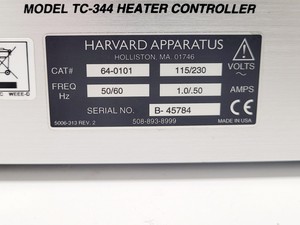 MODEL TC-344 HEATER CONTROLLER
HARVARD APPARATUS
HOLLISTON, MA. 01746
CAT# 64-0101 115/230 VOLTS
FREQ Hz 50/60 1.0/.50 AMPS
SERIAL NO. B- 45784
5006-313 REV. 2 508-893-8999 MADE IN USA
WEEE-C
CE